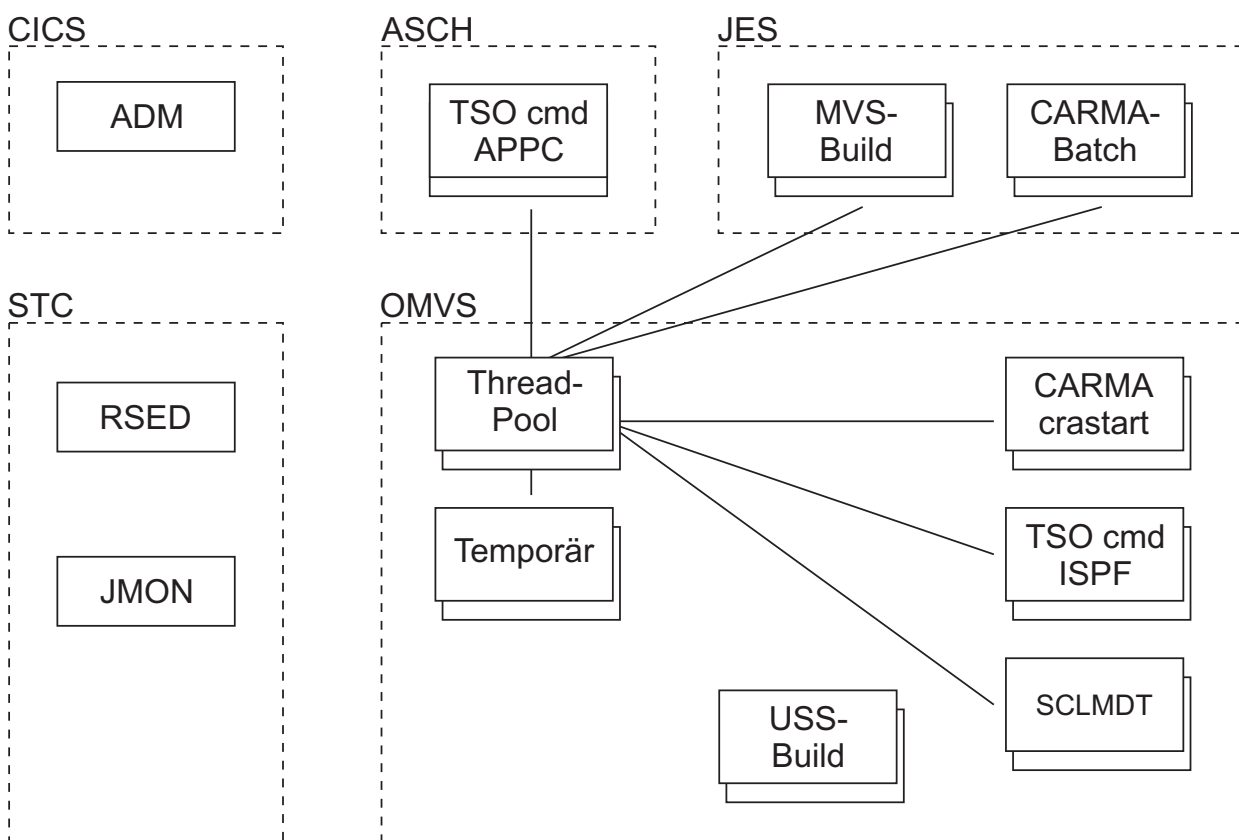 CICS
ADM
ASCH
TSO cmd
APPC
JES
MVS-
Build
CARMA-
Batch
STC
RSED
JMON
OMVS
Thread-
Pool
Temporär
CARMA
crastart
TSO cmd
ISPF
SCLMDT
USS-
Build